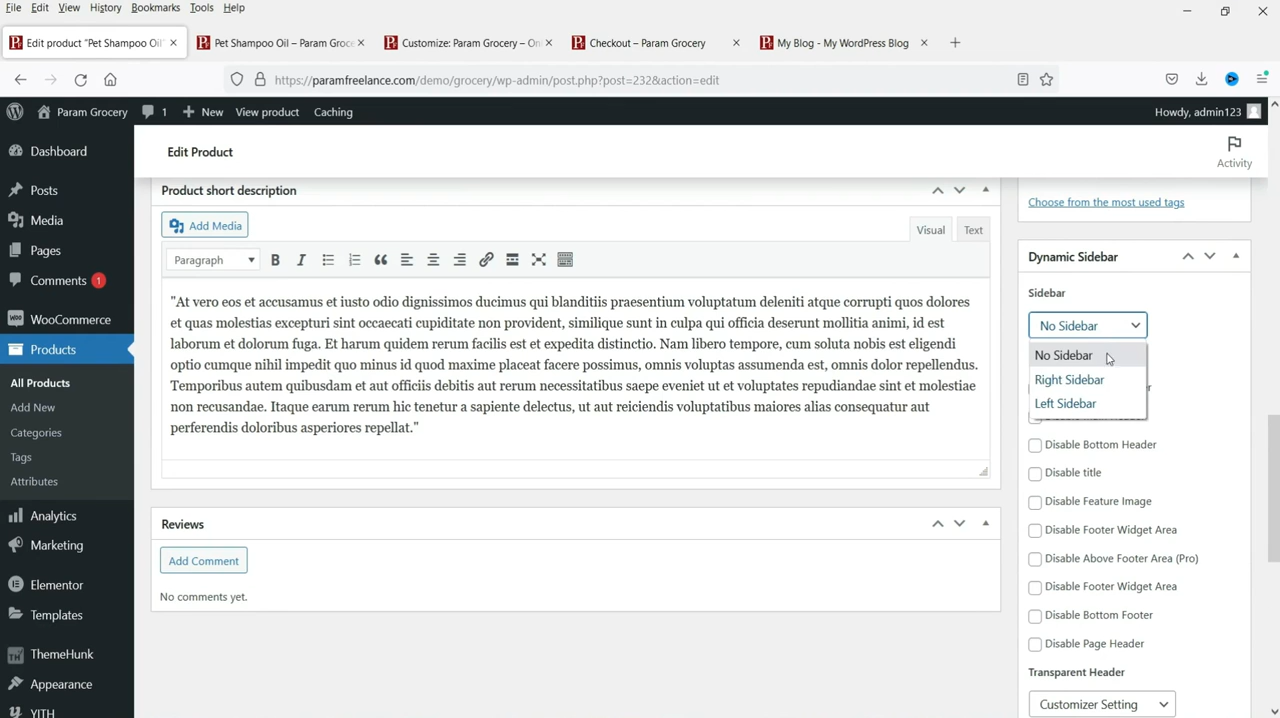 File Edit View History Bookmarks Tools Help
Edit product "Pet Shampoo Oil"
Pet Shampoo Oil – Param Groce
Customize: Param Grocery – On
Checkout – Param Grocery
My Blog - My WordPress Blog
https://paramfreelance.com/demo/grocery/wp-admin/post.php?post=232&action=edit
Param Grocery 1 New View product Caching Howdy, admin123
Dashboard
Posts
Media
Pages
Comments 1
WooCommerce
Products
All Products
Add New
Categories
Tags
Attributes
Analytics
Marketing
Elementor
Templates
ThemeHunk
Appearance
YITH
Edit Product
Activity
Product short description
Add Media
Visual Text
Paragraph
"At vero eos et accusamus et iusto odio dignissimos ducimus qui blanditiis praesentium voluptatum deleniti atque corrupti quos dolores
et quas molestias excepturi sint occaecati cupiditate non provident, similique sunt in culpa qui officia deserunt mollitia animi, id est
laborum et dolorum fuga. Et harum quidem rerum facilis est et expedita distinctio. Nam libero tempore, cum soluta nobis est eligendi
optio cumque nihil impedit quo minus id quod maxime placeat facere possimus, omnis voluptas assumenda est, omnis dolor repellendus.
Temporibus autem quibusdam et aut officiis debitis aut rerum necessitatibus saepe eveniet ut et voluptates repudiandae sint et molestiae
non recusandae. Itaque earum rerum hic tenetur a sapiente delectus, ut aut reiciendis voluptatibus maiores alias consequatur aut
perferendis doloribus asperiores repellat."
Reviews
Add Comment
No comments yet.
Choose from the most used tags
Dynamic Sidebar
Sidebar
No Sidebar
No Sidebar
Right Sidebar
Left Sidebar
Disable Bottom Header
Disable title
Disable Feature Image
Disable Footer Widget Area
Disable Above Footer Area (Pro)
Disable Footer Widget Area
Disable Bottom Footer
Disable Page Header
Transparent Header
Customizer Setting